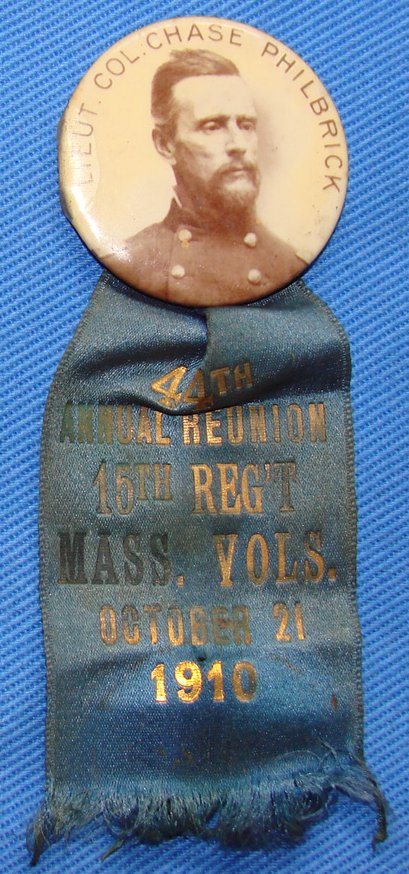 LIEUT. COL. CHASE PHILBRICK
44TH
ANNUAL REUNION
15TH REG'T
MASS. VOLS.
OCTOBER 21
1910